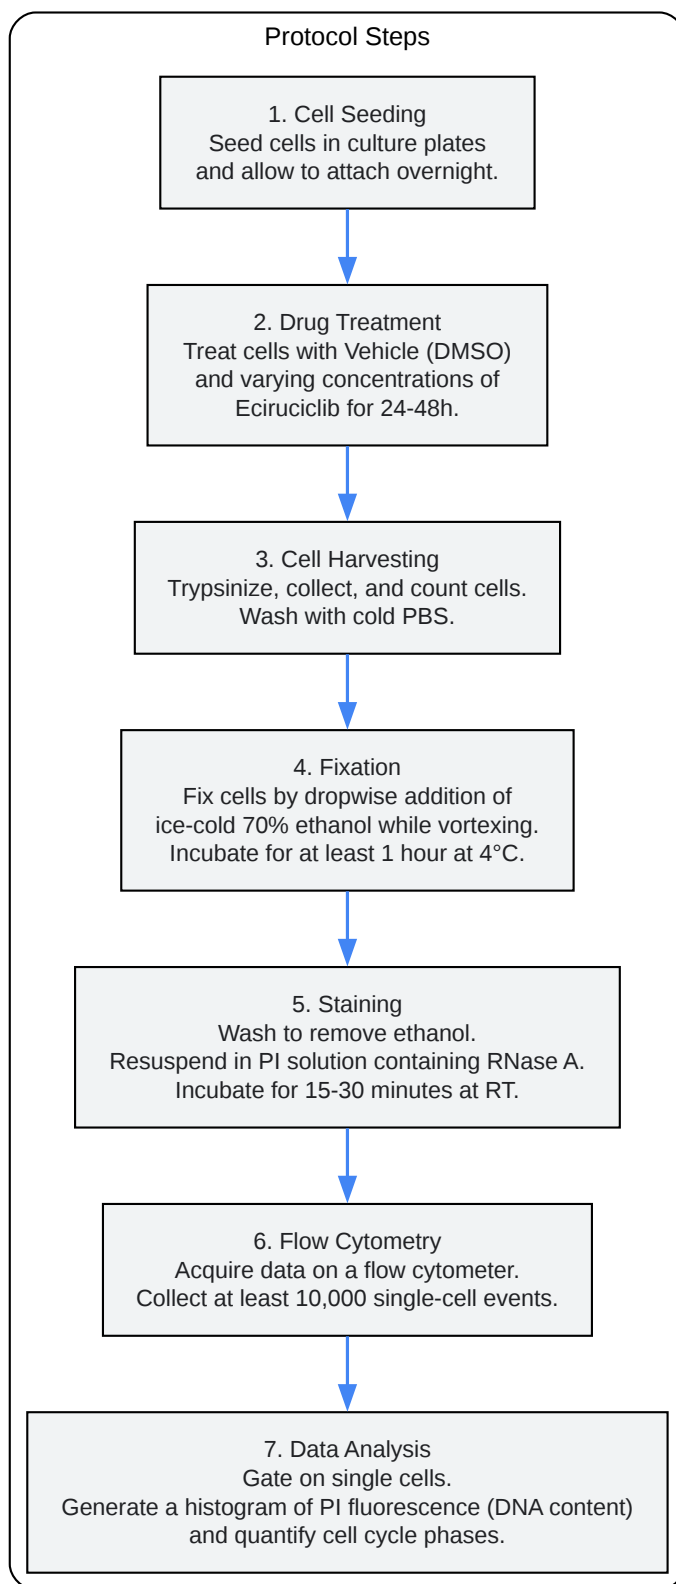 Protocol Steps
1. Cell Seeding
Seed cells in culture plates
and allow to attach overnight.
2. Drug Treatment
Treat cells with Vehicle (DMSO)
and varying concentrations of
Eciruciclib for 24-48h.
3. Cell Harvesting
Trypsinize, collect, and count cells.
Wash with cold PBS.
4. Fixation
Fix cells by dropwise addition of
ice-cold 70% ethanol while vortexing.
Incubate for at least 1 hour at 4°C.
5. Staining
Wash to remove ethanol.
Resuspend in PI solution containing RNase A.
Incubate for 15-30 minutes at RT.
6. Flow Cytometry
Acquire data on a flow cytometer.
Collect at least 10,000 single-cell events.
7. Data Analysis
Gate on single cells.
Generate a histogram of PI fluorescence (DNA content)
and quantify cell cycle phases.